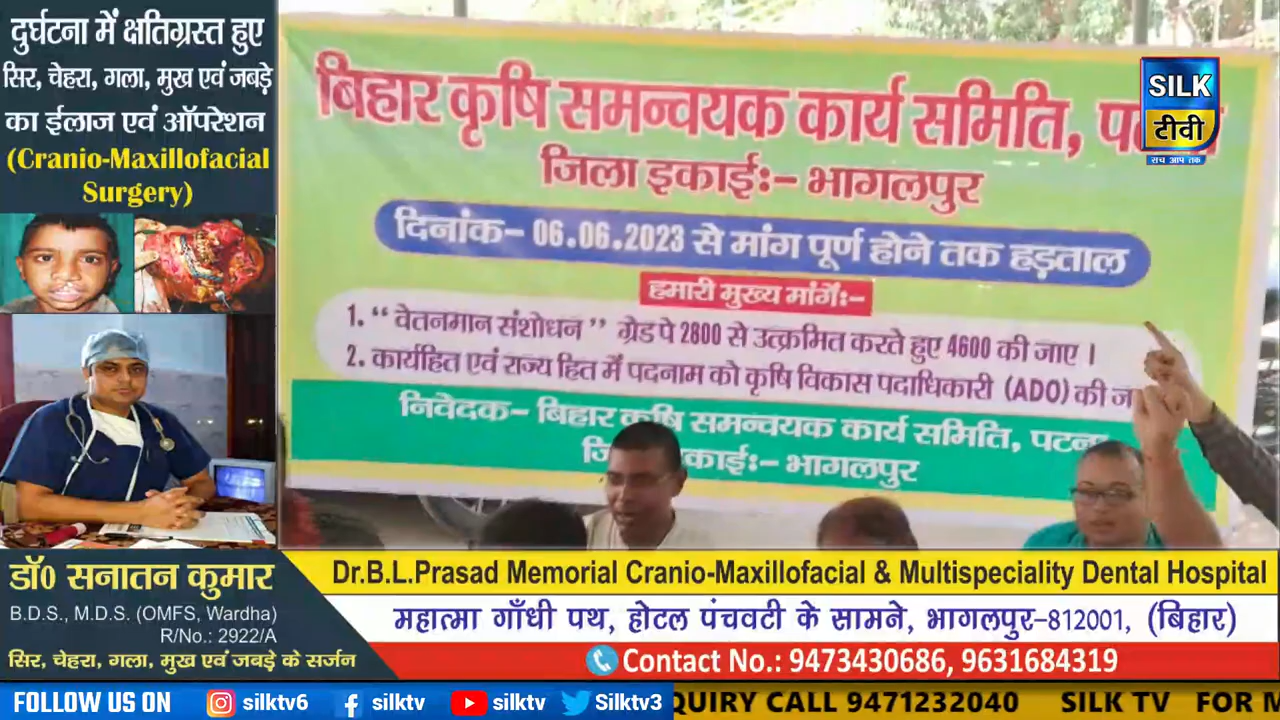 दुर्घटना में क्षतिग्रस्त हुए
सिर, चेहरा, गला, मुख एवं जबड़े
का ईलाज एवं ऑपरेशन
(Cranio-Maxillofacial
Surgery)
डॉ0 सनातन कुमार
B.D.S., M.D.S. (OMFS, Wardha)
R/No.: 2922/A
सिर, चेहरा, गला, मुख एवं जबड़े के सर्जन
बिहार कृषि समन्वयक कार्य समिति,
जिला इकाई:- भागलपुर
दिनांक- 06.06.2023 से मांग पूर्ण होने तक हड़ताल
हमारी मुख्य मांगें:-
1. “ वेतनमान संशोधन ” ग्रेड पे 2800 से उत्क्रमित करते हुए 4600 की जाए ।
2. कार्यहित एवं राज्य हित में पदनाम को कृषि विकास पदाधिकारी (ADO) की
निवेदक- बिहार कृषि समन्वयक कार्य समिति, पटना
भागलपुर
SILK
टीवी
सच आप तक
Dr.B.L.Prasad Memorial Cranio-Maxillofacial & Multispeciality Dental Hospital
महात्मा गाँधी पथ, होटल पंचवटी के सामने, भागलपुर-812001, (बिहार)
Contact No.: 9473430686, 9631684319
FOLLOW US ON silktv6 silktv silktv Silktv3 QUIRY CALL 9471232040 SILK TV FOR M